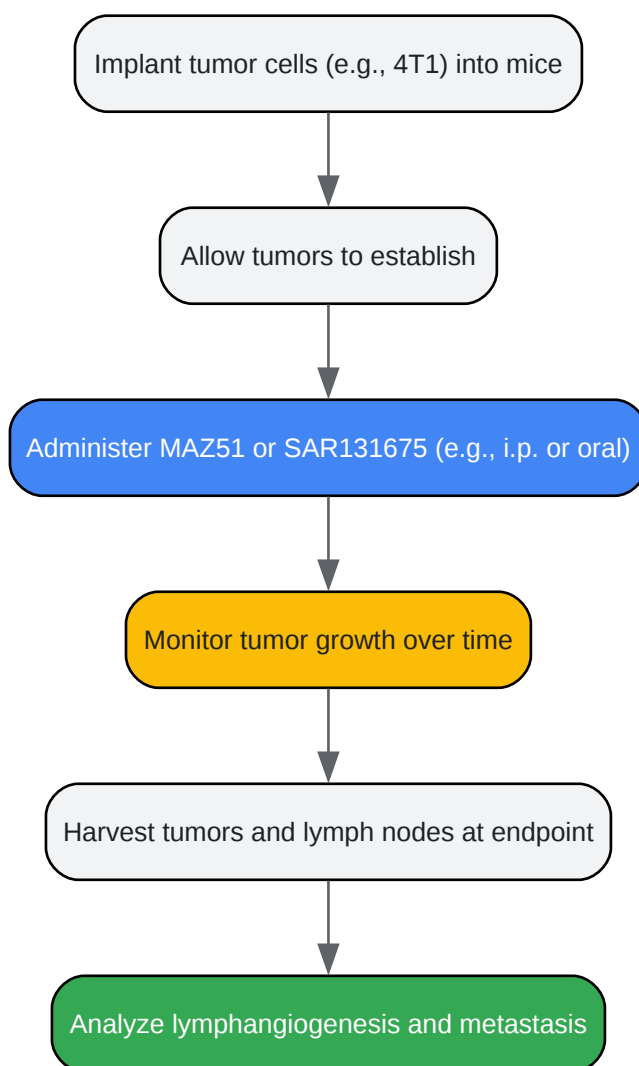 Implant tumor cells (e.g., 4T1) into mice
Allow tumors to establish
Administer MAZ51 or SAR131675 (e.g., i.p. or oral)
Monitor tumor growth over time
Harvest tumors and lymph nodes at endpoint
Analyze lymphangiogenesis and metastasis